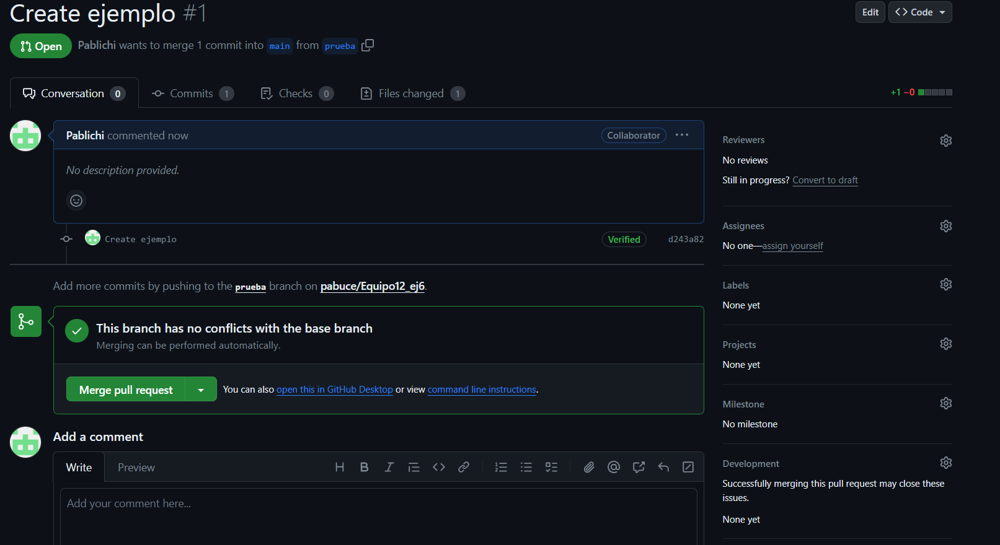 Create ejemplo #1
Edit
Code
Open
Pablichi wants to merge 1 commit into main from prueba
Conversation 0
Commits 1
Checks 0
Files changed 1
+1 −0
Pablichi commented now
Collaborator
No description provided.
Create ejemplo
Verified
d243a82
Add more commits by pushing to the prueba branch on pabuce/Equipo12_ej6.
This branch has no conflicts with the base branch
Merging can be performed automatically.
Merge pull request
You can also open this in GitHub Desktop or view command line instructions.
Add a comment
Write
Preview
Add your comment here...
Reviewers
No reviews
Still in progress? Convert to draft
Assignees
No one—assign yourself
Labels
None yet
Projects
None yet
Milestone
No milestone
Development
Successfully merging this pull request may close these
issues.
None yet